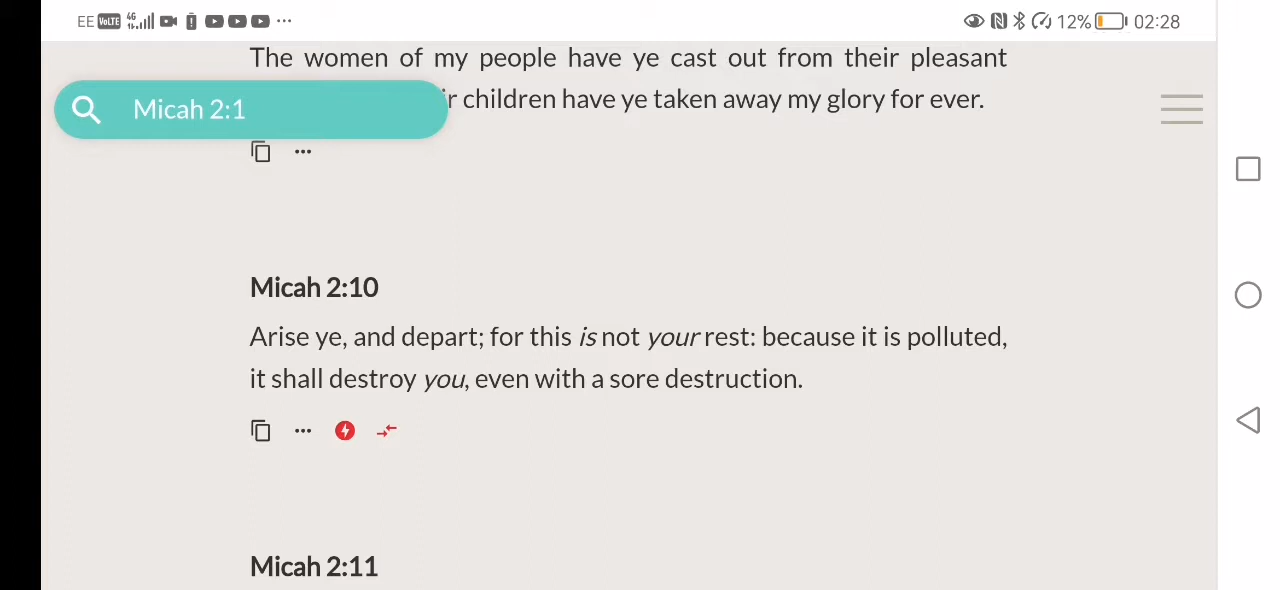 EE VoLTE 4G 12% 02:28
The women of my people have ye cast out from their pleasant
Micah 2:1
r children have ye taken away my glory for ever.
Micah 2:10
Arise ye, and depart; for this is not your rest: because it is polluted,
it shall destroy you, even with a sore destruction.
Micah 2:11